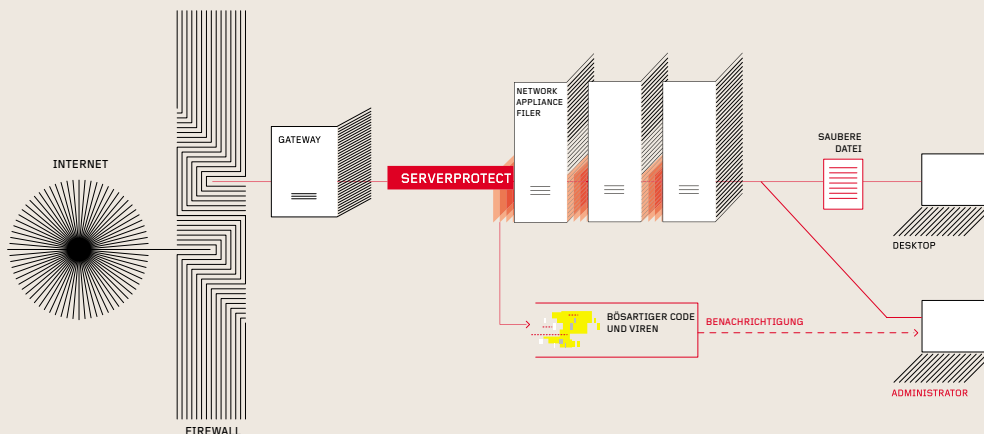 INTERNET
FIREWALL
GATEWAY
SERVERPROTECT
NETWORK
APPLIANCE
FILER
SAUBERE
DATEI
DESKTOP
BÖSARTIGER CODE
UND VIREN
BENACHRICHTIGUNG
ADMINISTRATOR